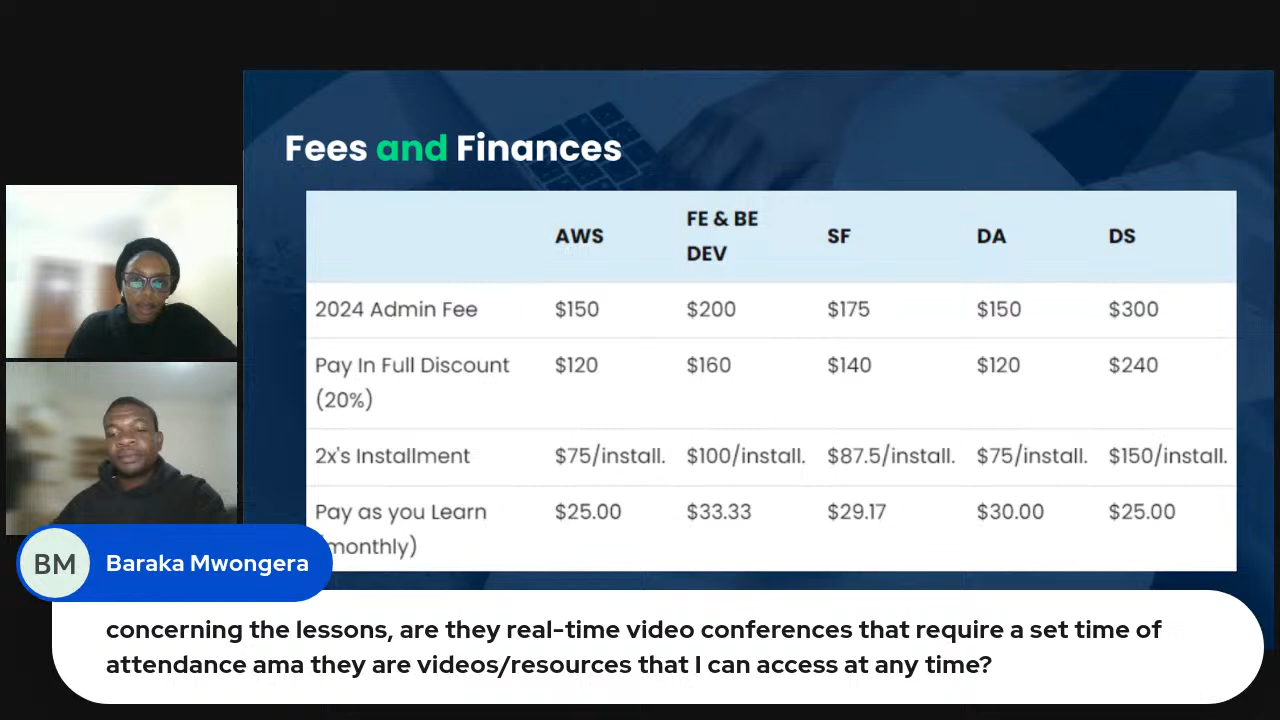 Fees and Finances
AWS FE & BE DEV SF DA DS
2024 Admin Fee $150 $200 $175 $150 $300
Pay In Full Discount (20%) $120 $160 $140 $120 $240
2x's Installment $75/install. $100/install. $87.5/install. $75/install. $150/install.
Pay as you Learn monthly) $25.00 $33.33 $29.17 $30.00 $25.00
BM Baraka Mwongera
concerning the lessons, are they real-time video conferences that require a set time of
attendance ama they are videos/resources that I can access at any time?